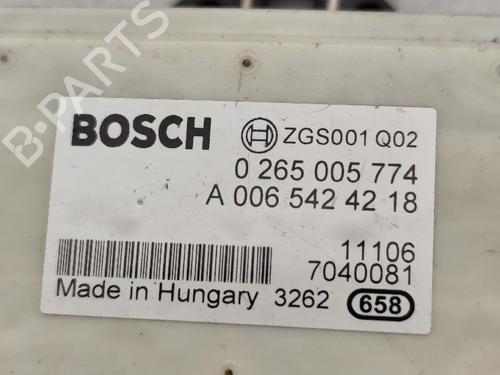 BOSCH ZGS001 Q02
0 265 005 774
A 006 542 42 18
11106
7040081
Made in Hungary 3262 658
B-Parts